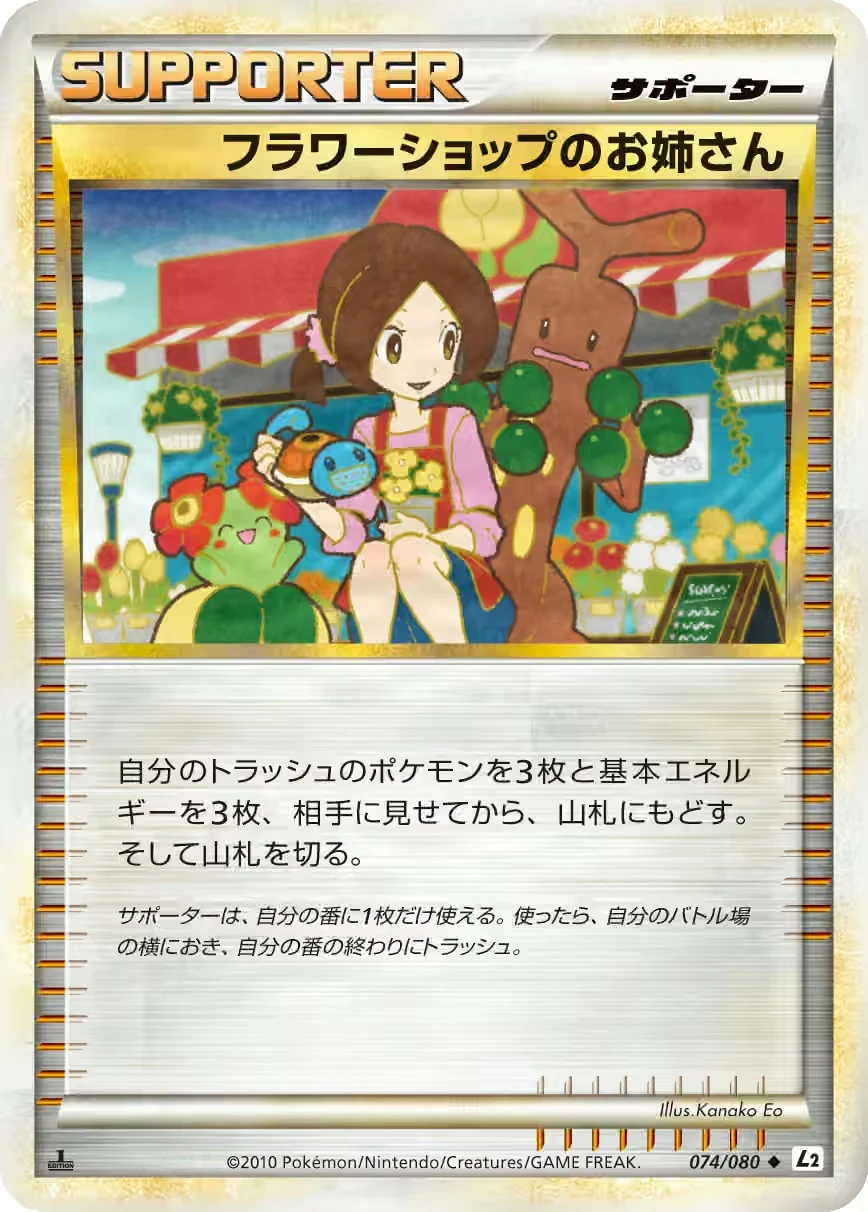 SUPPORTER
サポーター
フラワーショップのお姉さん
自分のトラッシュのポケモンを3枚と基本エネル
ギーを3枚、相手に見せてから、山札にもどす。
そして山札を切る。
サポーターは、自分の番に1枚だけ使える。使ったら、自分のバトル場
の横におき、自分の番の終わりにトラッシュ。
Illus.Kanako Eo
1
EDITION
©2010 Pokémon/Nintendo/Creatures/GAME FREAK.
074/080 ◆ L2